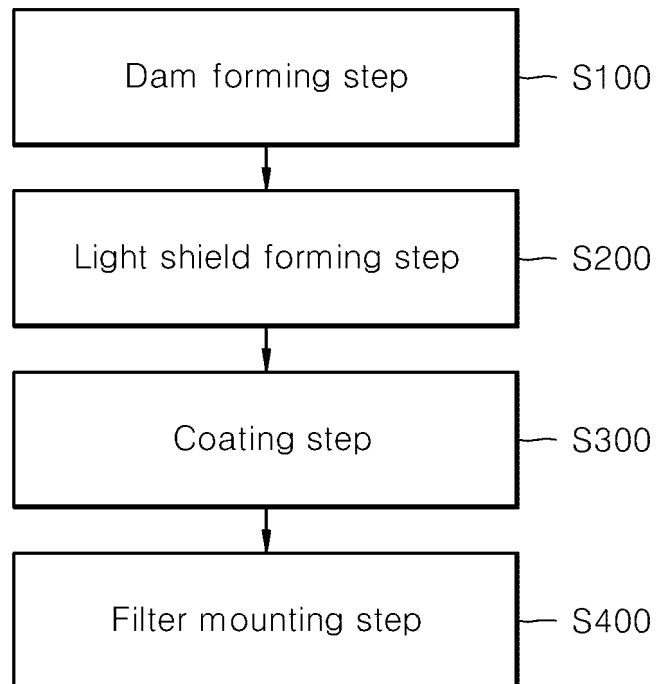 Dam forming step S100
Light shield forming step S200
Coating step S300
Filter mounting step S400